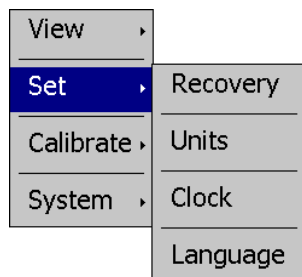 View
Set
Calibrate
System
Recovery
Units
Clock
Language